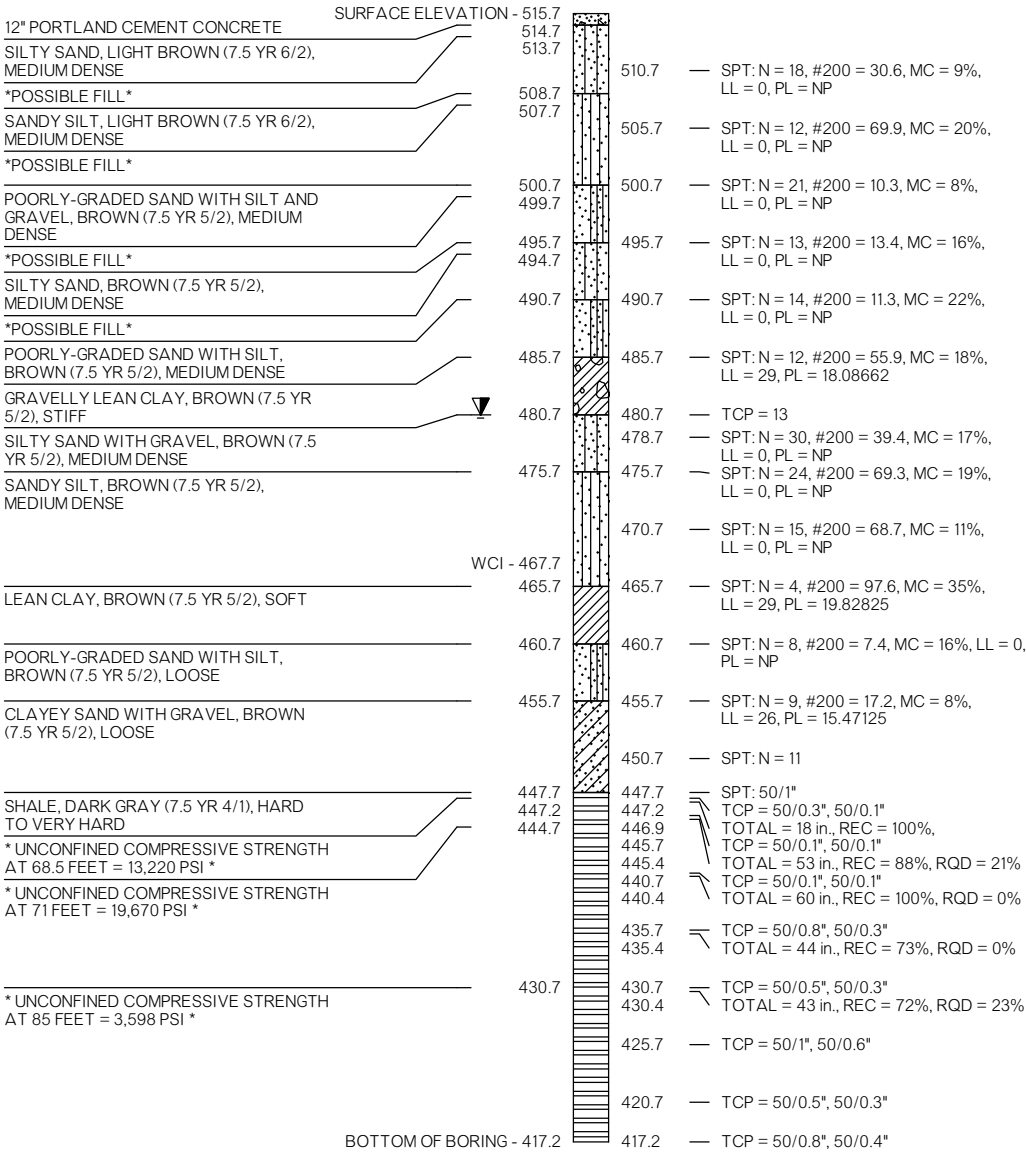 SURFACE ELEVATION - 515.7
12" PORTLAND CEMENT CONCRETE
514.7
SILTY SAND, LIGHT BROWN (7.5 YR 6/2),
MEDIUM DENSE
513.7
510.7 SPT: N = 18, #200 = 30.6, MC = 9%,
LL = 0, PL = NP
*POSSIBLE FILL*
508.7
SANDY SILT, LIGHT BROWN (7.5 YR 6/2),
MEDIUM DENSE
507.7
505.7 SPT: N = 12, #200 = 69.9, MC = 20%,
LL = 0, PL = NP
*POSSIBLE FILL*
500.7
500.7 SPT: N = 21, #200 = 10.3, MC = 8%,
LL = 0, PL = NP
POORLY-GRADED SAND WITH SILT AND
GRAVEL, BROWN (7.5 YR 5/2), MEDIUM
DENSE
499.7
*POSSIBLE FILL*
495.7
495.7 SPT: N = 13, #200 = 13.4, MC = 16%,
LL = 0, PL = NP
SILTY SAND, BROWN (7.5 YR 5/2),
MEDIUM DENSE
494.7
*POSSIBLE FILL*
490.7
490.7 SPT: N = 14, #200 = 11.3, MC = 22%,
LL = 0, PL = NP
POORLY-GRADED SAND WITH SILT,
BROWN (7.5 YR 5/2), MEDIUM DENSE
485.7
485.7 SPT: N = 12, #200 = 55.9, MC = 18%,
LL = 29, PL = 18.08662
GRAVELLY LEAN CLAY, BROWN (7.5 YR
5/2), STIFF
480.7
480.7 TCP = 13
SILTY SAND WITH GRAVEL, BROWN (7.5
YR 5/2), MEDIUM DENSE
478.7 SPT: N = 30, #200 = 39.4, MC = 17%,
LL = 0, PL = NP
475.7
475.7 SPT: N = 24, #200 = 69.3, MC = 19%,
LL = 0, PL = NP
SANDY SILT, BROWN (7.5 YR 5/2),
MEDIUM DENSE
470.7 SPT: N = 15, #200 = 68.7, MC = 11%,
LL = 0, PL = NP
WCI - 467.7
465.7
465.7 SPT: N = 4, #200 = 97.6, MC = 35%,
LL = 29, PL = 19.82825
LEAN CLAY, BROWN (7.5 YR 5/2), SOFT
460.7
460.7 SPT: N = 8, #200 = 7.4, MC = 16%, LL = 0,
PL = NP
POORLY-GRADED SAND WITH SILT,
BROWN (7.5 YR 5/2), LOOSE
455.7
455.7 SPT: N = 9, #200 = 17.2, MC = 8%,
LL = 26, PL = 15.47125
CLAYEY SAND WITH GRAVEL, BROWN
(7.5 YR 5/2), LOOSE
450.7 SPT: N = 11
447.7
447.7 SPT: 50/1"
SHALE, DARK GRAY (7.5 YR 4/1), HARD
TO VERY HARD
447.2
447.2 TCP = 50/0.3", 50/0.1"
444.7
446.9 TOTAL = 18 in., REC = 100%,
* UNCONFINED COMPRESSIVE STRENGTH
AT 68.5 FEET = 13,220 PSI *
445.7 TCP = 50/0.1", 50/0.1"
445.4 TOTAL = 53 in., REC = 88%, RQD = 21%
* UNCONFINED COMPRESSIVE STRENGTH
AT 71 FEET = 19,670 PSI *
440.7 TCP = 50/0.1", 50/0.1"
440.4 TOTAL = 60 in., REC = 100%, RQD = 0%
435.7 TCP = 50/0.8", 50/0.3"
435.4 TOTAL = 44 in., REC = 73%, RQD = 0%
430.7
430.7 TCP = 50/0.5", 50/0.3"
* UNCONFINED COMPRESSIVE STRENGTH
AT 85 FEET = 3,598 PSI *
430.4 TOTAL = 43 in., REC = 72%, RQD = 23%
425.7 TCP = 50/1", 50/0.6"
420.7 TCP = 50/0.5", 50/0.3"
BOTTOM OF BORING - 417.2
417.2 TCP = 50/0.8", 50/0.4"